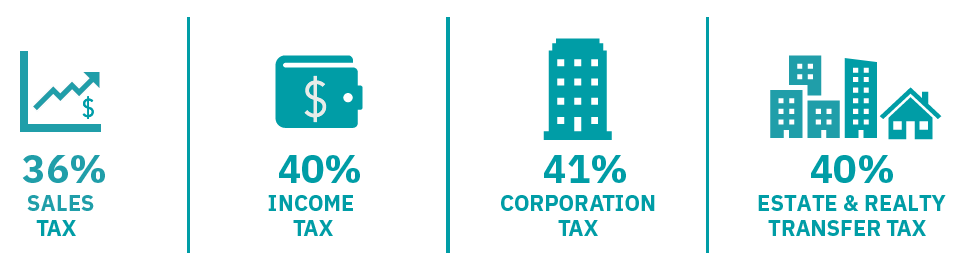 $
36%
SALES
TAX
$
40%
INCOME
TAX
41%
CORPORATION
TAX
40%
ESTATE & REALTY
TRANSFER TAX